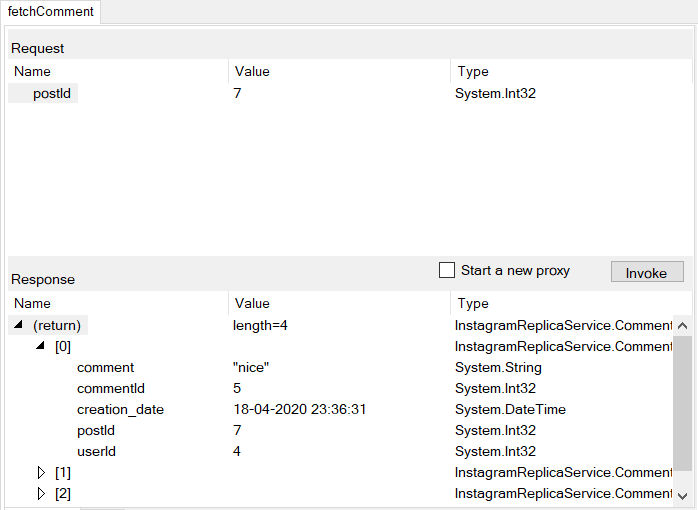 fetchComment
Request
Name Value Type
postId 7 System.Int32
Response Start a new proxy Invoke
Name Value Type
(return) length=4 InstagramReplicaService.Comment
[0] InstagramReplicaService.Comment
comment "nice" System.String
commentId 5 System.Int32
creation_date 18-04-2020 23:36:31 System.DateTime
postId 7 System.Int32
userId 4 System.Int32
[1] InstagramReplicaService.Comment
[2] InstagramReplicaService.Comment